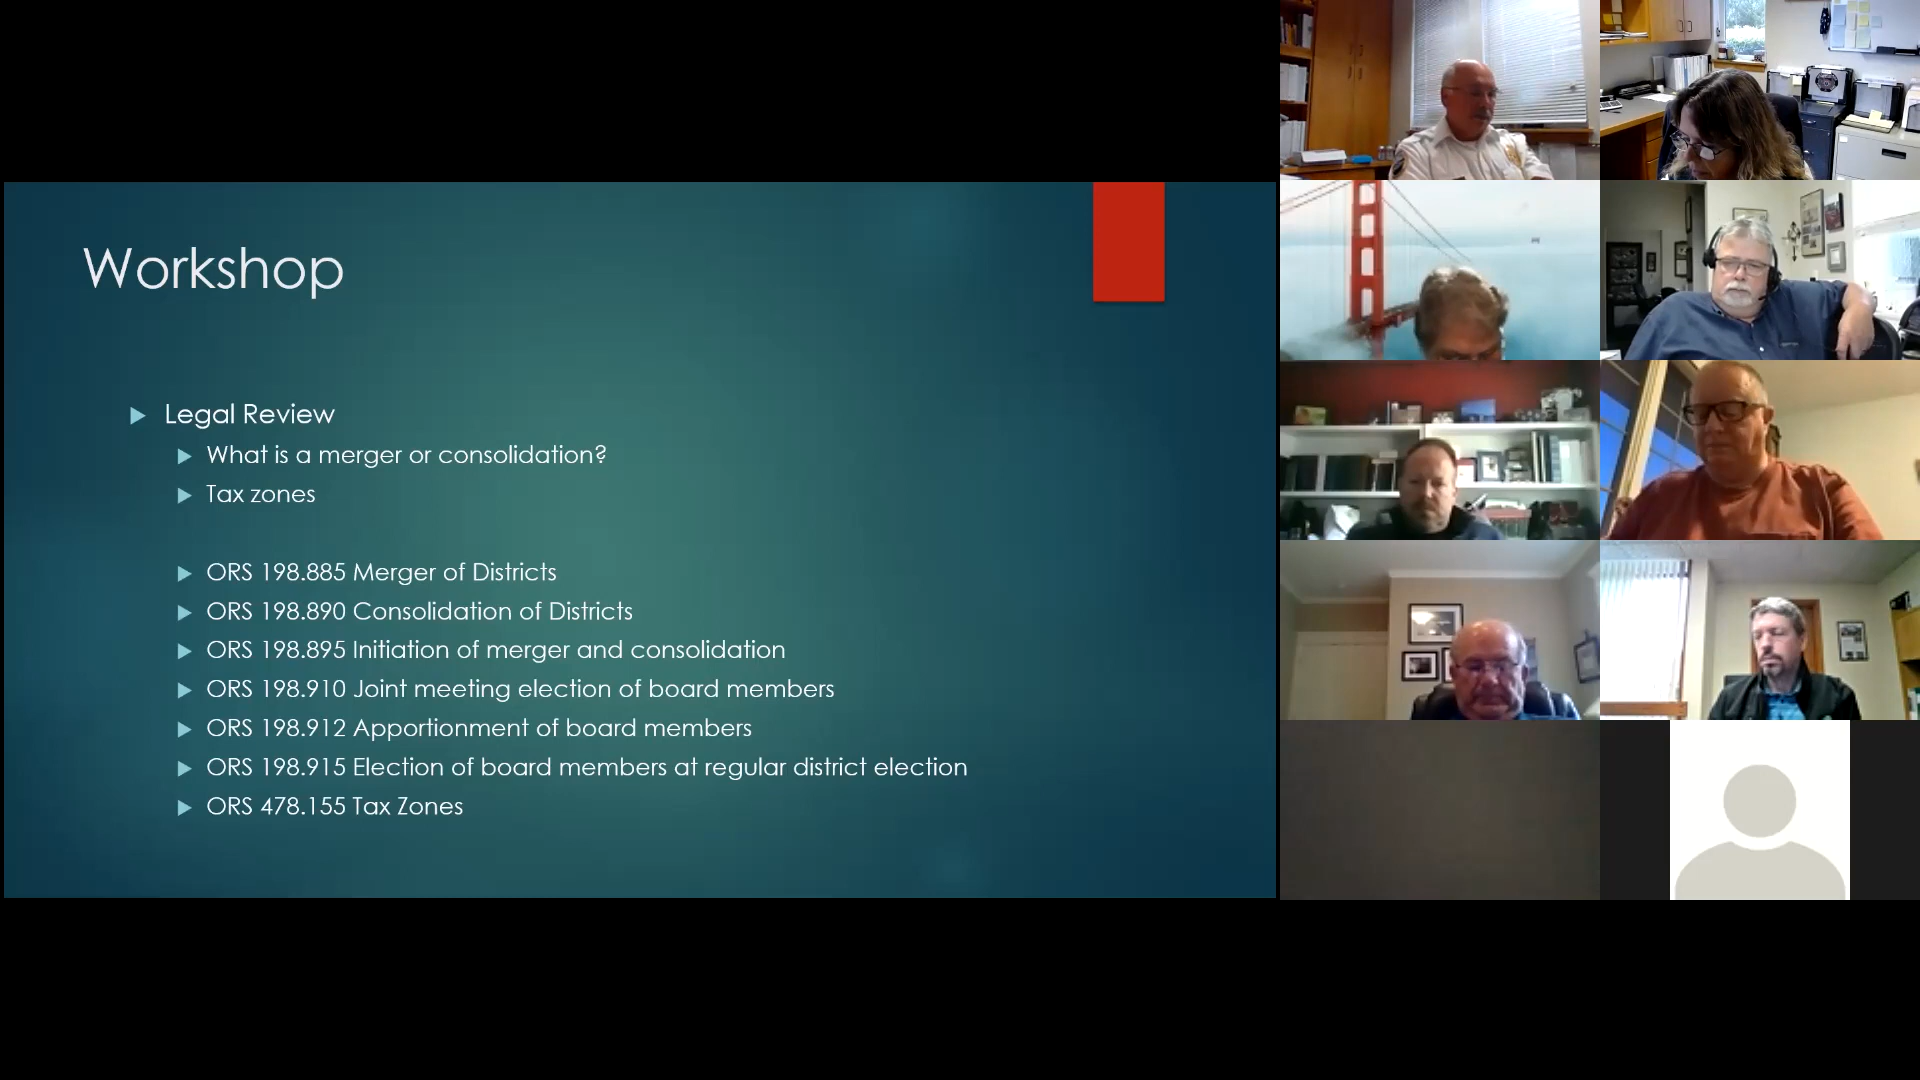 Workshop
Legal Review
What is a merger or consolidation?
Tax zones
ORS 198.885 Merger of Districts
ORS 198.890 Consolidation of Districts
ORS 198.895 Initiation of merger and consolidation
ORS 198.910 Joint meeting election of board members
ORS 198.912 Apportionment of board members
ORS 198.915 Election of board members at regular district election
ORS 478.155 Tax Zones